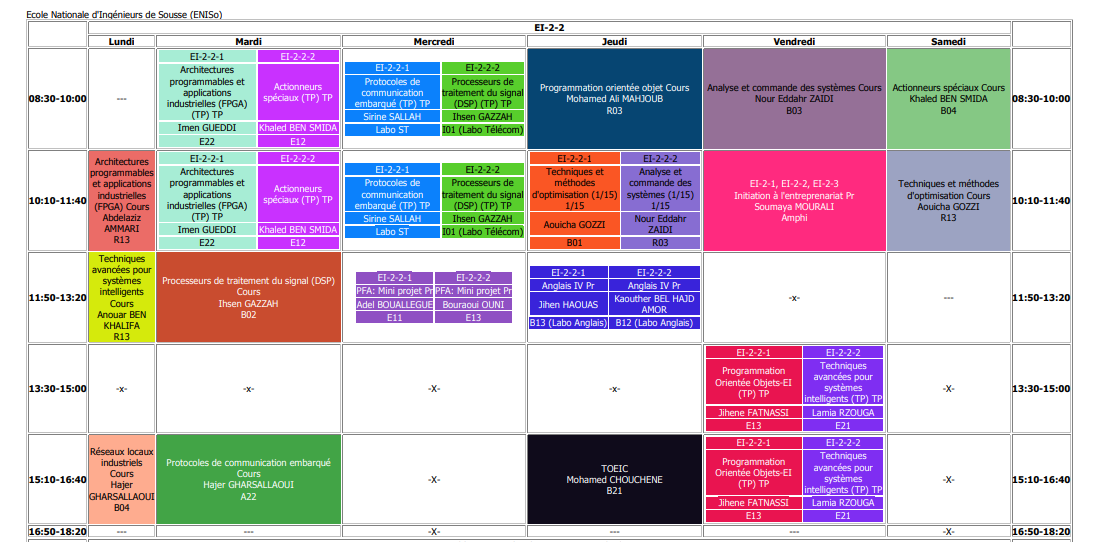 Ecole Nationale d'Ingénieurs de Sousse (ENISo)
EI-2-2
Lundi
Mardi
Mercredi
Jeudi
Vendredi
Samedi
08:30-10:00
---
EI-2-2-1
Architectures
programmables et
applications
industrielles (FPGA)
(TP) TP
Imen GUEDDI
E22
EI-2-2-2
Actionneurs
spéciaux (TP) TP
Khaled BEN SMIDA
E12
EI-2-2-1
Protocoles de
communication
embarqué (TP) TP
Sirine SALLAH
Labo ST
EI-2-2-2
Processeurs de
traitement du signal
(DSP) (TP) TP
Ihsen GAZZAH
I01 (Labo Télécom)
Programmation orientée objet Cours
Mohamed Ali MAHJOUB
R03
Analyse et commande des systèmes Cours
Nour Eddahr ZAIDI
B03
Actionneurs spéciaux Cours
Khaled BEN SMIDA
B04
08:30-10:00
10:10-11:40
Architectures
programmables
et applications
industrielles
(FPGA) Cours
Abdelaziz
AMMARI
R13
EI-2-2-1
Architectures
programmables et
applications
industrielles (FPGA)
(TP) TP
Imen GUEDDI
E22
EI-2-2-2
Actionneurs
spéciaux (TP) TP
Khaled BEN SMIDA
E12
EI-2-2-1
Protocoles de
communication
embarqué (TP) TP
Sirine SALLAH
Labo ST
EI-2-2-2
Processeurs de
traitement du signal
(DSP) (TP) TP
Ihsen GAZZAH
I01 (Labo Télécom)
EI-2-2-1
Techniques et
méthodes
d'optimisation (1/15)
1/15
Aouicha GOZZI
B01
EI-2-2-2
Analyse et
commande des
systèmes (1/15)
1/15
Nour Eddahr
ZAIDI
R03
EI-2-1, EI-2-2, EI-2-3
Initiation à l'entreprenariat Pr
Soumaya MOURALI
Amphi
Techniques et méthodes
d'optimisation Cours
Aouicha GOZZI
R13
10:10-11:40
11:50-13:20
Techniques
avancées pour
systèmes
intelligents
Cours
Anouar BEN
KHALIFA
R13
Processeurs de traitement du signal (DSP)
Cours
Ihsen GAZZAH
B02
EI-2-2-1
PFA: Mini projet Pr
Adel BOUALLEGUE
E11
EI-2-2-2
PFA: Mini projet Pr
Bouraoui OUNI
E13
EI-2-2-1
Anglais IV Pr
Jihen HAOUAS
B13 (Labo Anglais)
EI-2-2-2
Anglais IV Pr
Kaouther BEL HAJD
AMOR
B12 (Labo Anglais)
-x-
---
11:50-13:20
13:30-15:00
-x-
-x-
-X-
-x-
EI-2-2-1
Programmation
Orientée Objets-EI
(TP) TP
Jihene FATNASSI
E13
EI-2-2-2
Techniques
avancées pour
systèmes
intelligents (TP) TP
Lamia RZOUGA
E21
-X-
13:30-15:00
15:10-16:40
Réseaux locaux
industriels
Cours
Hajer
GHARSALLAOUI
B04
Protocoles de communication embarqué
Cours
Hajer GHARSALLAOUI
A22
-X-
TOEIC
Mohamed CHOUCHENE
B21
EI-2-2-1
Programmation
Orientée Objets-EI
(TP) TP
Jihene FATNASSI
E13
EI-2-2-2
Techniques
avancées pour
systèmes
intelligents (TP) TP
Lamia RZOUGA
E21
-X-
15:10-16:40
16:50-18:20
---
---
-X-
---
---
-X-
16:50-18:20